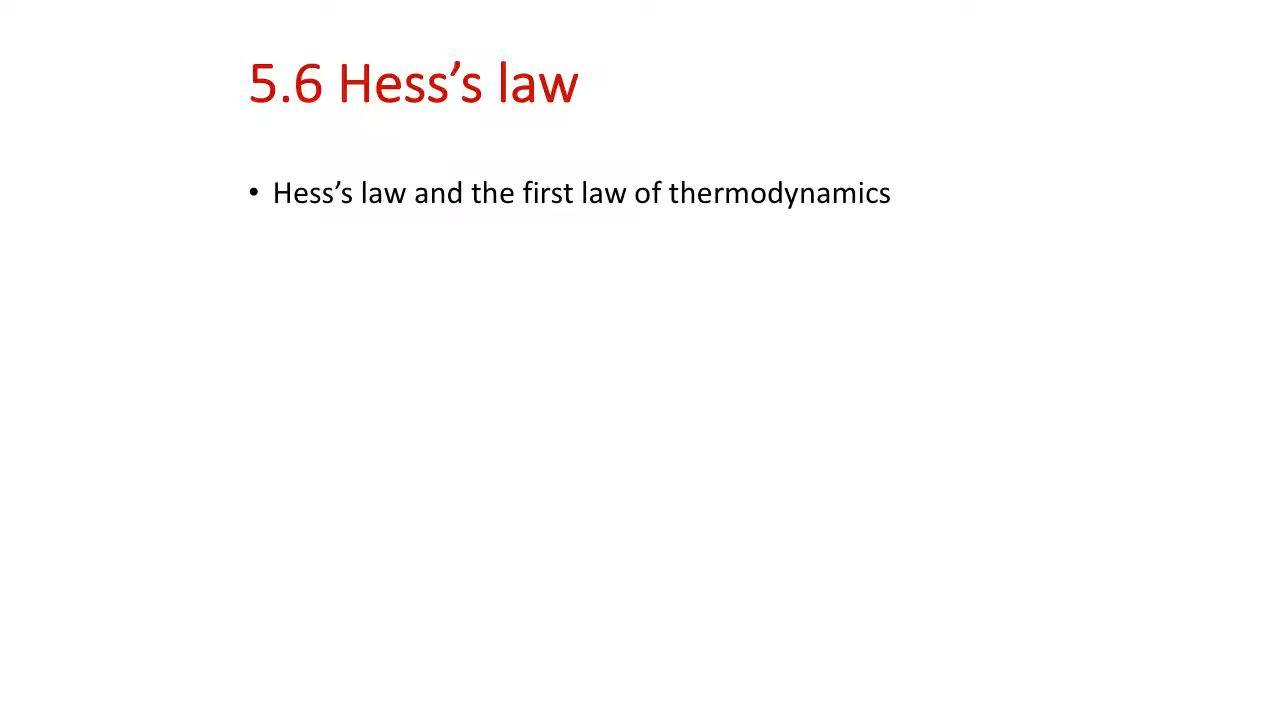 5.6 Hess’s law
• Hess’s law and the first law of thermodynamics